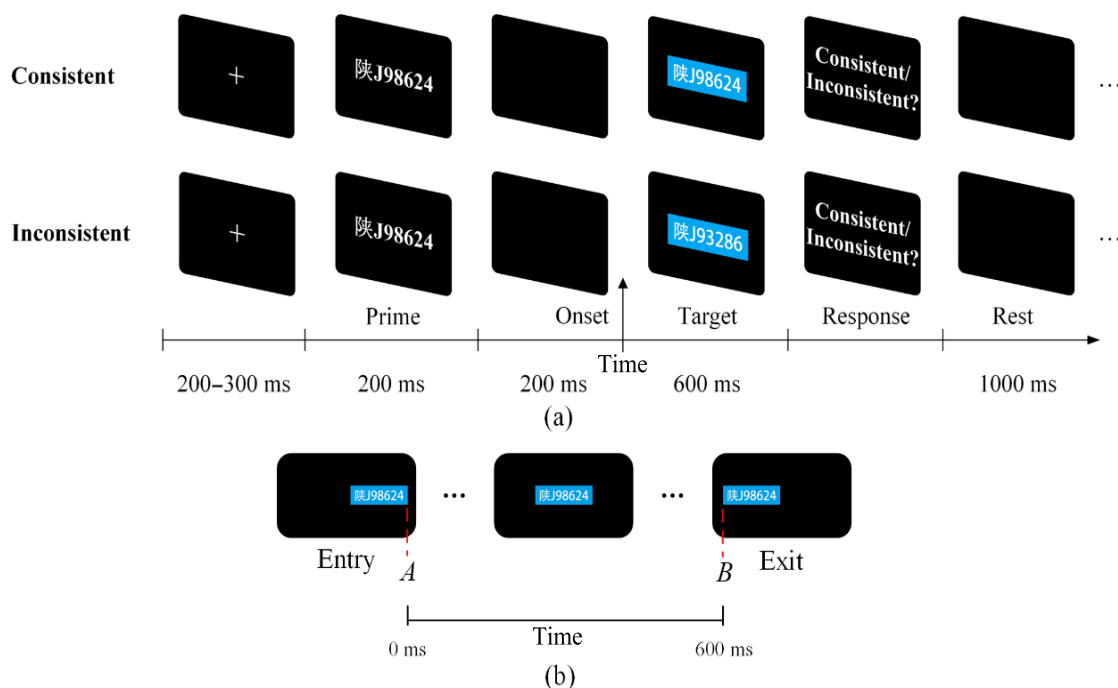 Consistent
+
陕J98624
陕J98624
Consistent/
Inconsistent?
...
Inconsistent
+
陕J98624
陕J93286
Consistent/
Inconsistent?
...
Prime
Onset
Target
Response
Rest
Time
200–300 ms
200 ms
200 ms
600 ms
1000 ms
(a)
陕J98624
...
陕J98624
...
陕J98624
Entry
A
B
Exit
Time
0 ms
600 ms
(b)